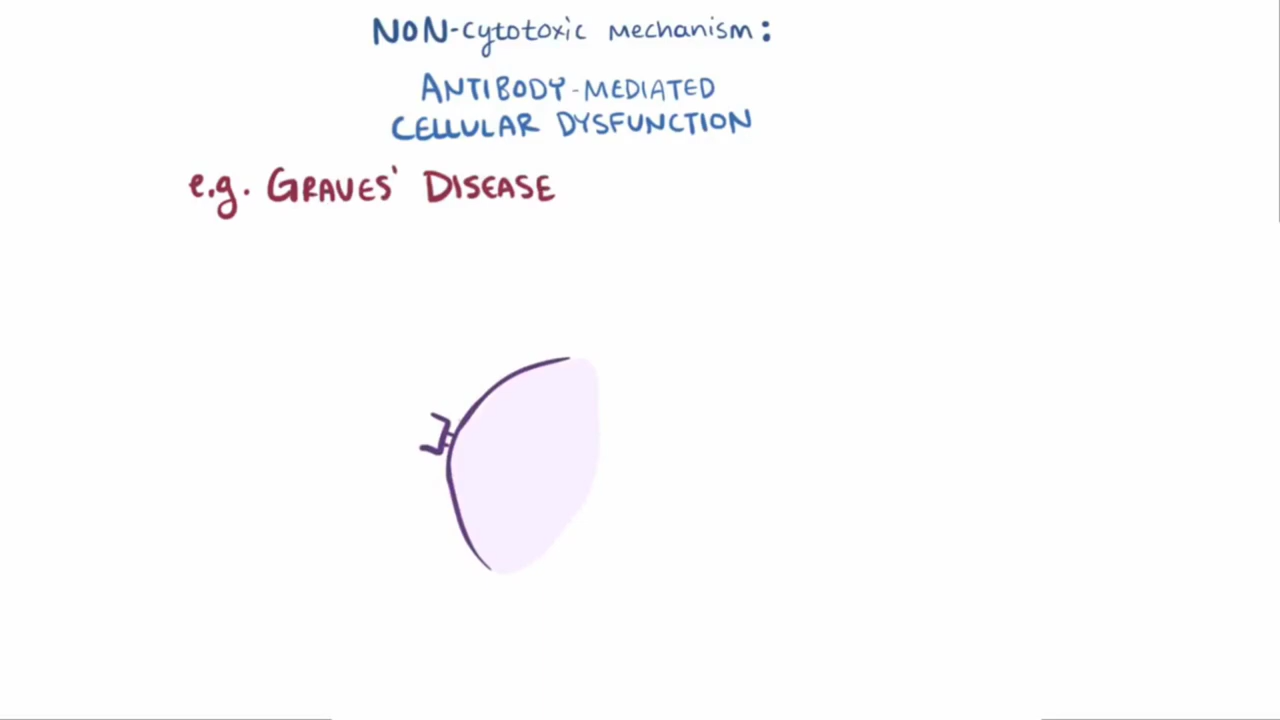 NON-cytotoxic mechanism:
ANTIBODY-MEDIATED
CELLULAR DYSFUNCTION
e.g. GRAVES' DISEASE